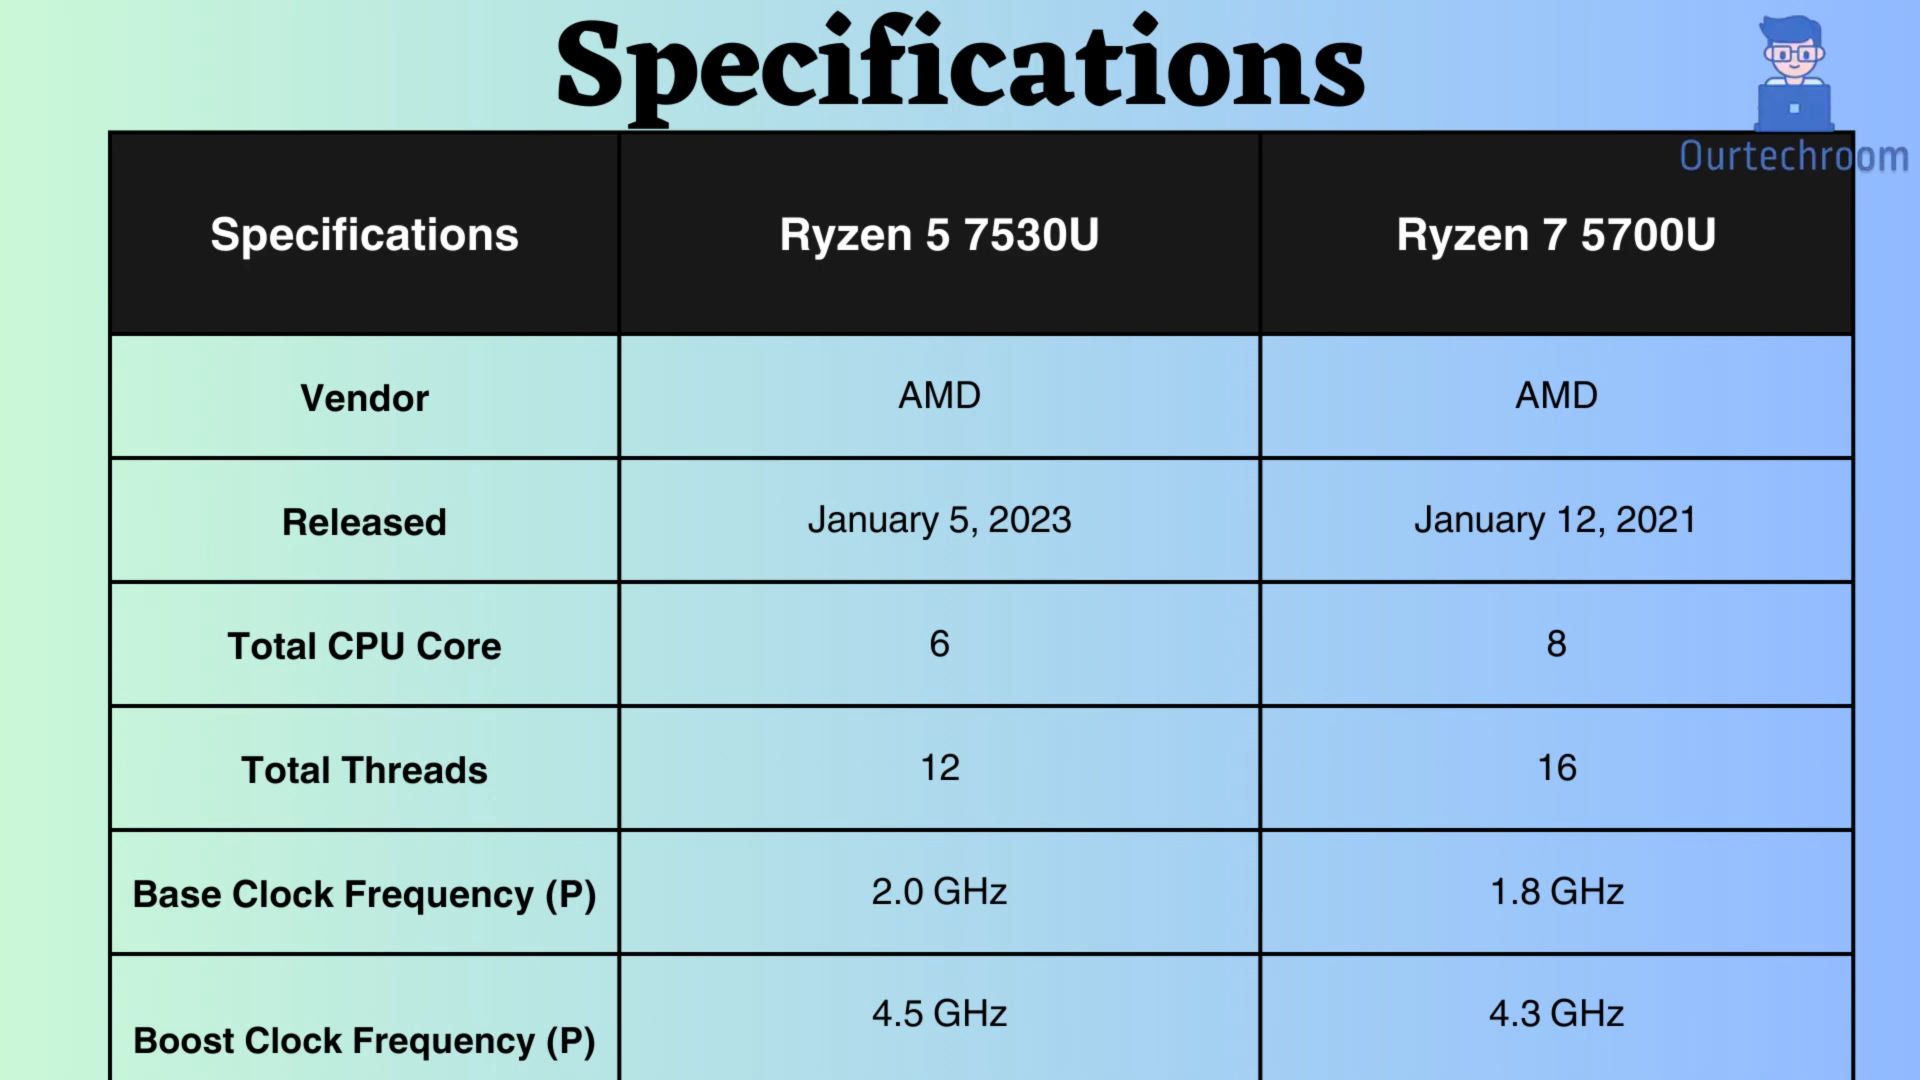 Specifications
Ourtechroom
Specifications Ryzen 5 7530U Ryzen 7 5700U
Vendor AMD AMD
Released January 5, 2023 January 12, 2021
Total CPU Core 6 8
Total Threads 12 16
Base Clock Frequency (P) 2.0 GHz 1.8 GHz
Boost Clock Frequency (P) 4.5 GHz 4.3 GHz